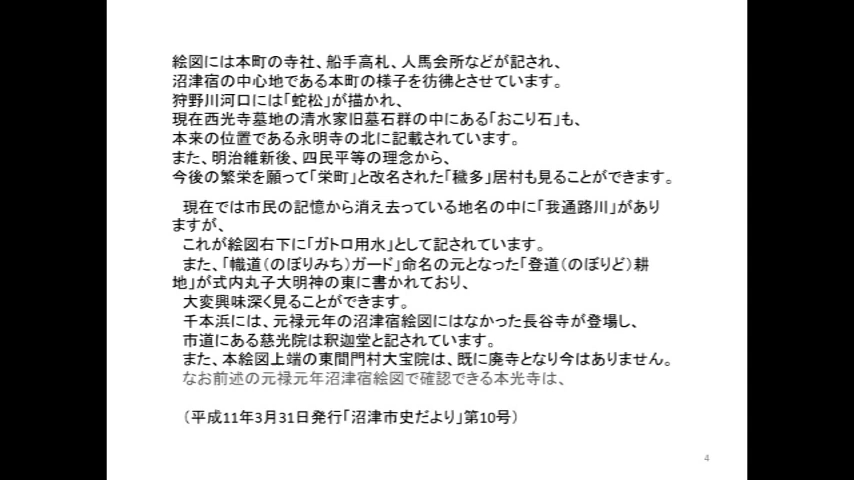 絵図には本町の寺社、船手高札、人馬会所などが記され、
沼津宿の中心地である本町の様子を彷彿とさせています。
狩野川河口には「蛇松」が描かれ、
現在西光寺墓地の清水家旧墓石群の中にある「おこり石」も、
本来の位置である永明寺の北に記載されています。
また、明治維新後、四民平等の理念から、
今後の繁栄を願って「栄町」と改名された「穢多」居村も見ることができます。
現在では市民の記憶から消え去っている地名の中に「我通路川」があり
ますが、
これが絵図右下に「ガトロ用水」として記されています。
また、「幟道（のぼりみち）ガード」命名の元となった「登道（のぼりど）耕
地」が式内丸子大明神の東に書かれており、
大変興味深く見ることができます。
千本浜には、元禄元年の沼津宿絵図にはなかった長谷寺が登場し、
市道にある慈光院は釈迦堂と記されています。
また、本絵図上端の東間門村大宝院は、既に廃寺となり今はありません。
なお前述の元禄元年沼津宿絵図で確認できる本光寺は、
（平成11年3月31日発行「沼津市史だより」第10号）
4